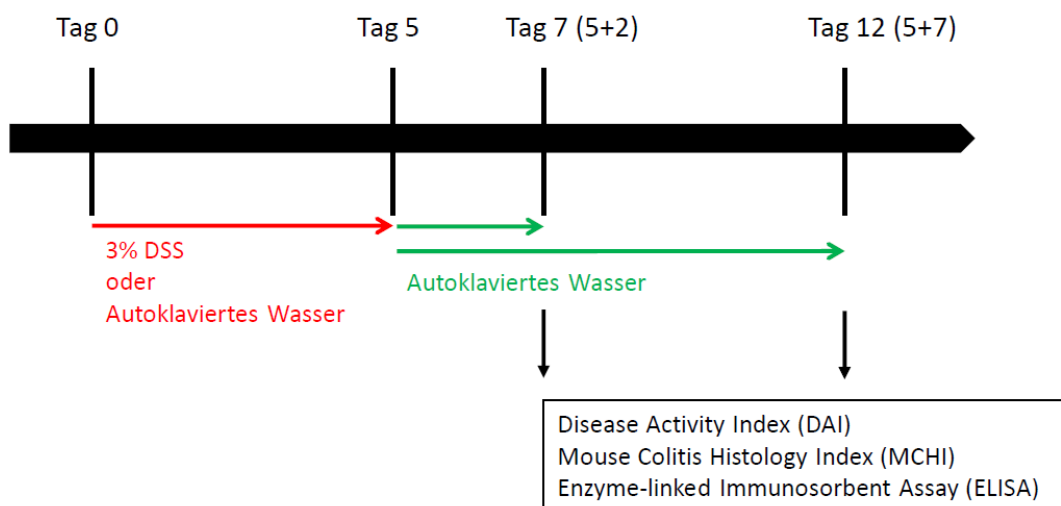 Tag 0
Tag 5
Tag 7 (5+2)
Tag 12 (5+7)
3% DSS
oder
Autoklaviertes Wasser
Autoklaviertes Wasser
Disease Activity Index (DAI)
Mouse Colitis Histology Index (MCHI)
Enzyme-linked Immunosorbent Assay (ELISA)